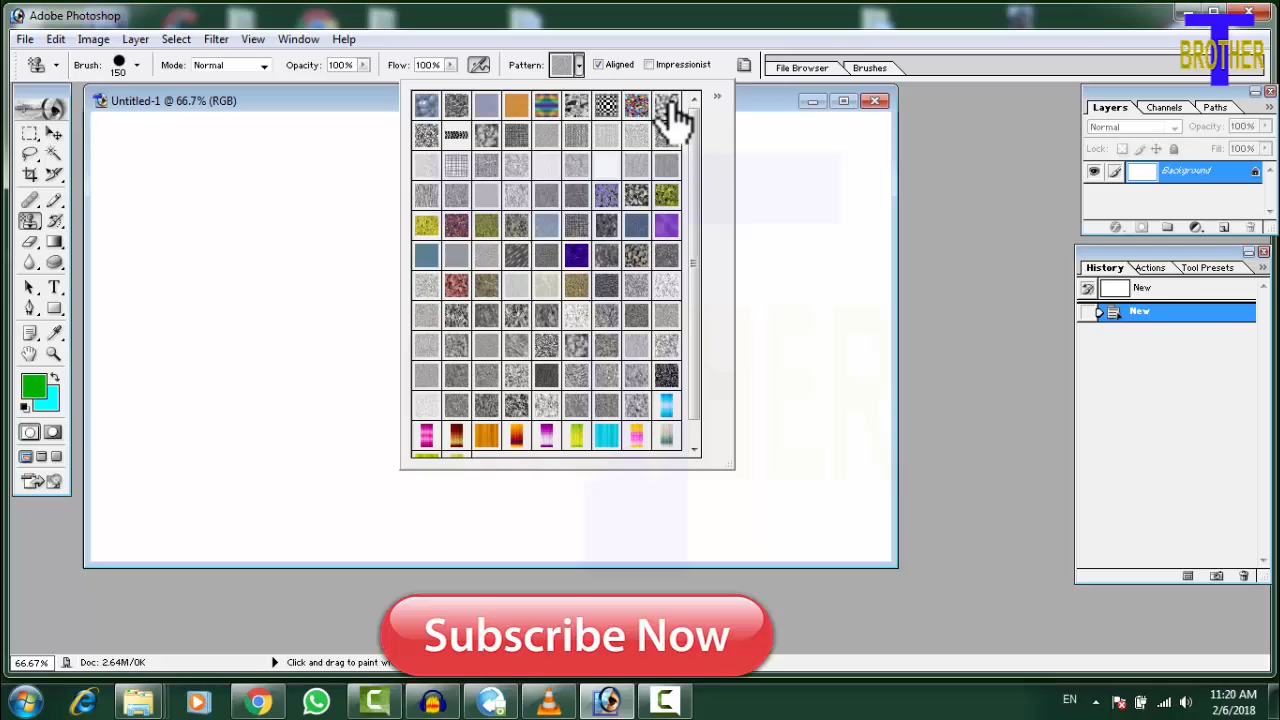 Adobe Photoshop
File Edit Image Layer Select Filter View Window Help
T
BROTHER
Brush: 150 Mode: Normal Opacity: 100% Flow: 100% Pattern: Aligned Impressionist File Browser Brushes
Untitled-1 @ 66.7% (RGB)
Layers Channels Paths
Normal Opacity: 100%
Lock: Fill: 100%
Background
History Actions Tool Presets
New
New
Subscribe Now
66.67% Doc: 2.64M/0K Click and drag to paint wi
EN 11:20 AM
2/6/2018